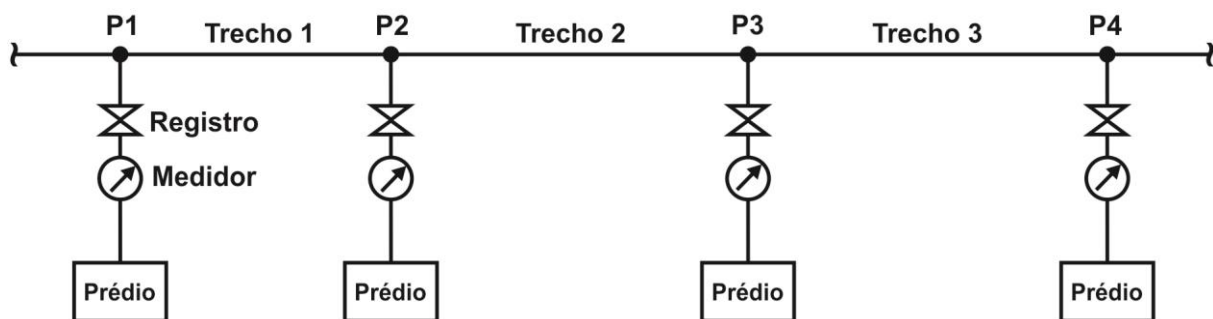 P1 Trecho 1 P2 Trecho 2 P3 Trecho 3 P4
Registro
Medidor
Prédio Prédio Prédio Prédio